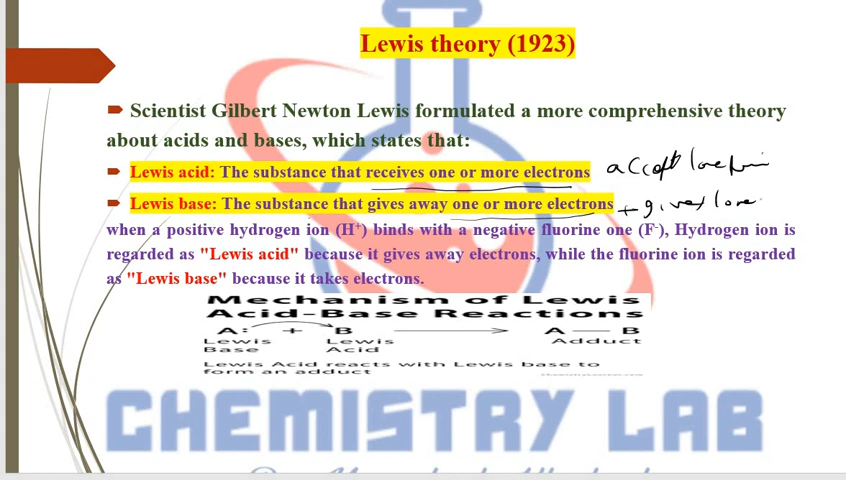 Lewis theory (1923)
Scientist Gilbert Newton Lewis formulated a more comprehensive theory
about acids and bases, which states that:
Lewis acid: The substance that receives one or more electrons
accept lone
Lewis base: The substance that gives away one or more electrons
gives lone
when a positive hydrogen ion (H⁺) binds with a negative fluorine one (F⁻), Hydrogen ion is
regarded as "Lewis acid" because it gives away electrons, while the fluorine ion is regarded
as "Lewis base" because it takes electrons.
Mechanism of Lewis
Acid-Base Reactions
A: + B → A — B
Lewis Lewis Adduct
Base Acid
Lewis Acid reacts with Lewis base to
form an adduct
CHEMISTRY LAB